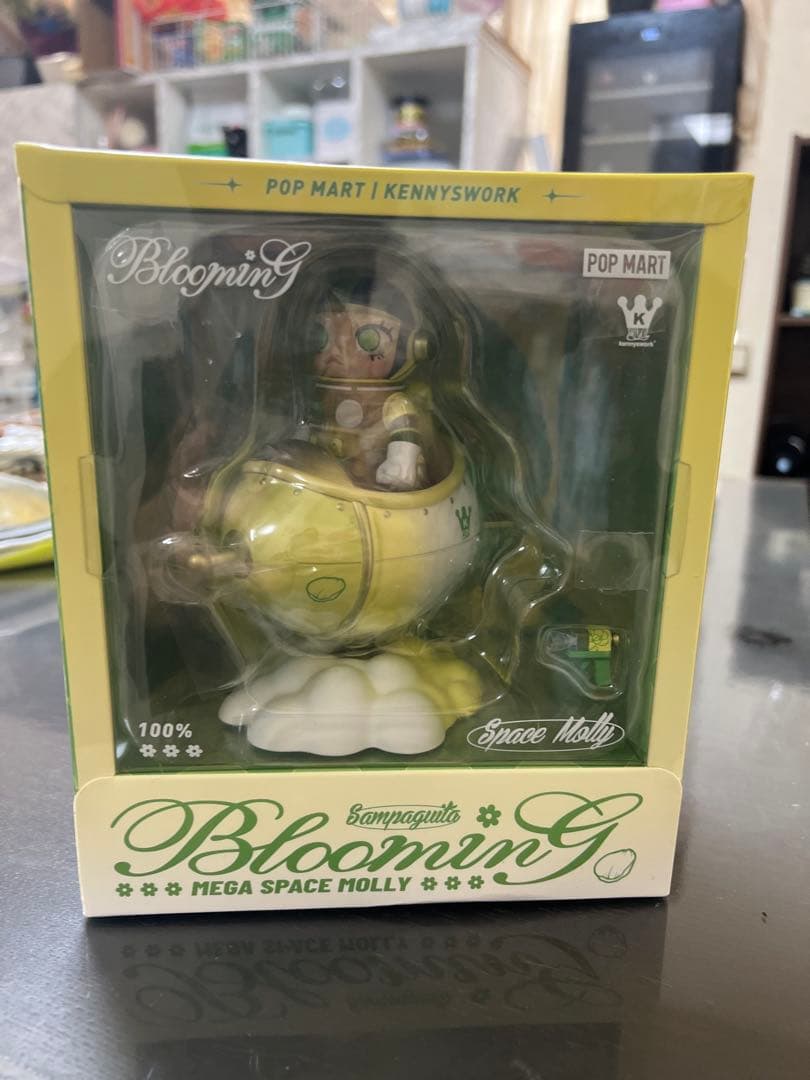 POP MART | KENNYSWORK
BloominG
POP MART
K
kennyswork
K
100%
Space Molly
Sampaguita
BloominG
MEGA SPACE MOLLY